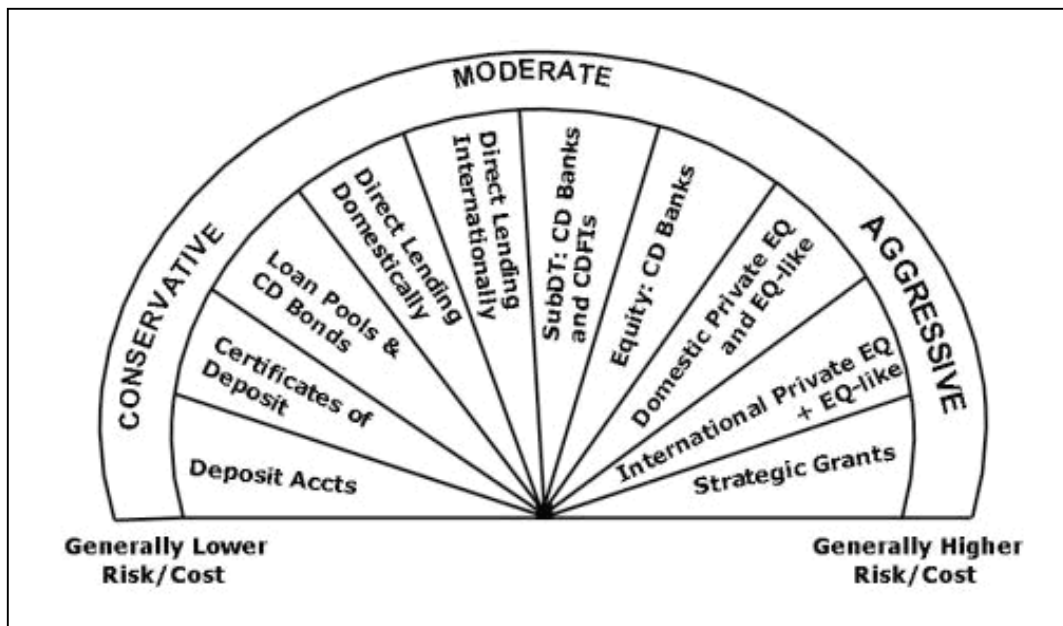 MODERATE
CONSERVATIVE
AGGRESSIVE
Deposit Accts
Certificates of
Deposit
Loan Pools &
CD Bonds
Direct Lending
Domestically
Direct Lending
Internationally
SubDT: CD Banks
and CDFIs
Equity: CD Banks
Domestic Private EQ
and EQ-like
International Private EQ
+ EQ-like
Strategic Grants
Generally Lower
Risk/Cost
Generally Higher
Risk/Cost